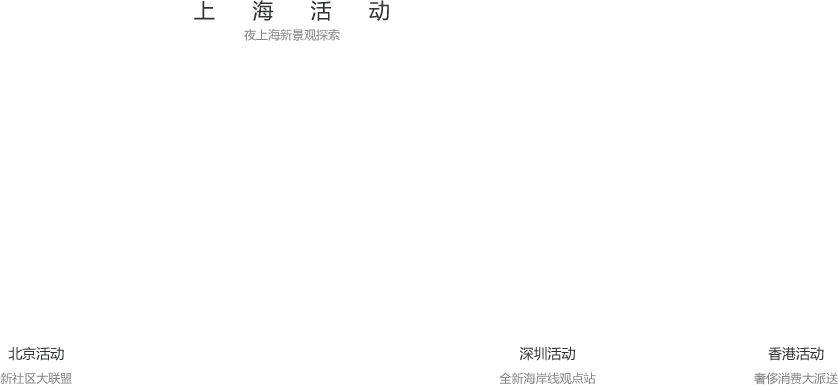 上海活动
夜上海新景观探索
北京活动
新社区大联盟
深圳活动
全新海岸线观点站
香港活动
奢侈消费大派送